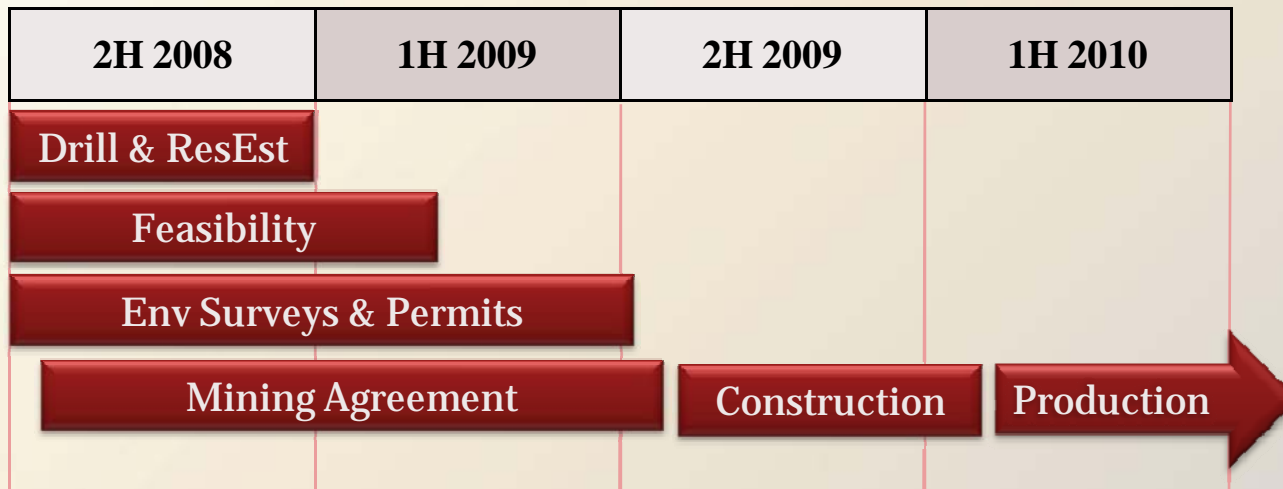 2H 2008
1H 2009
2H 2009
1H 2010
Drill & ResEst
Feasibility
Env Surveys & Permits
Mining Agreement
Construction
Production